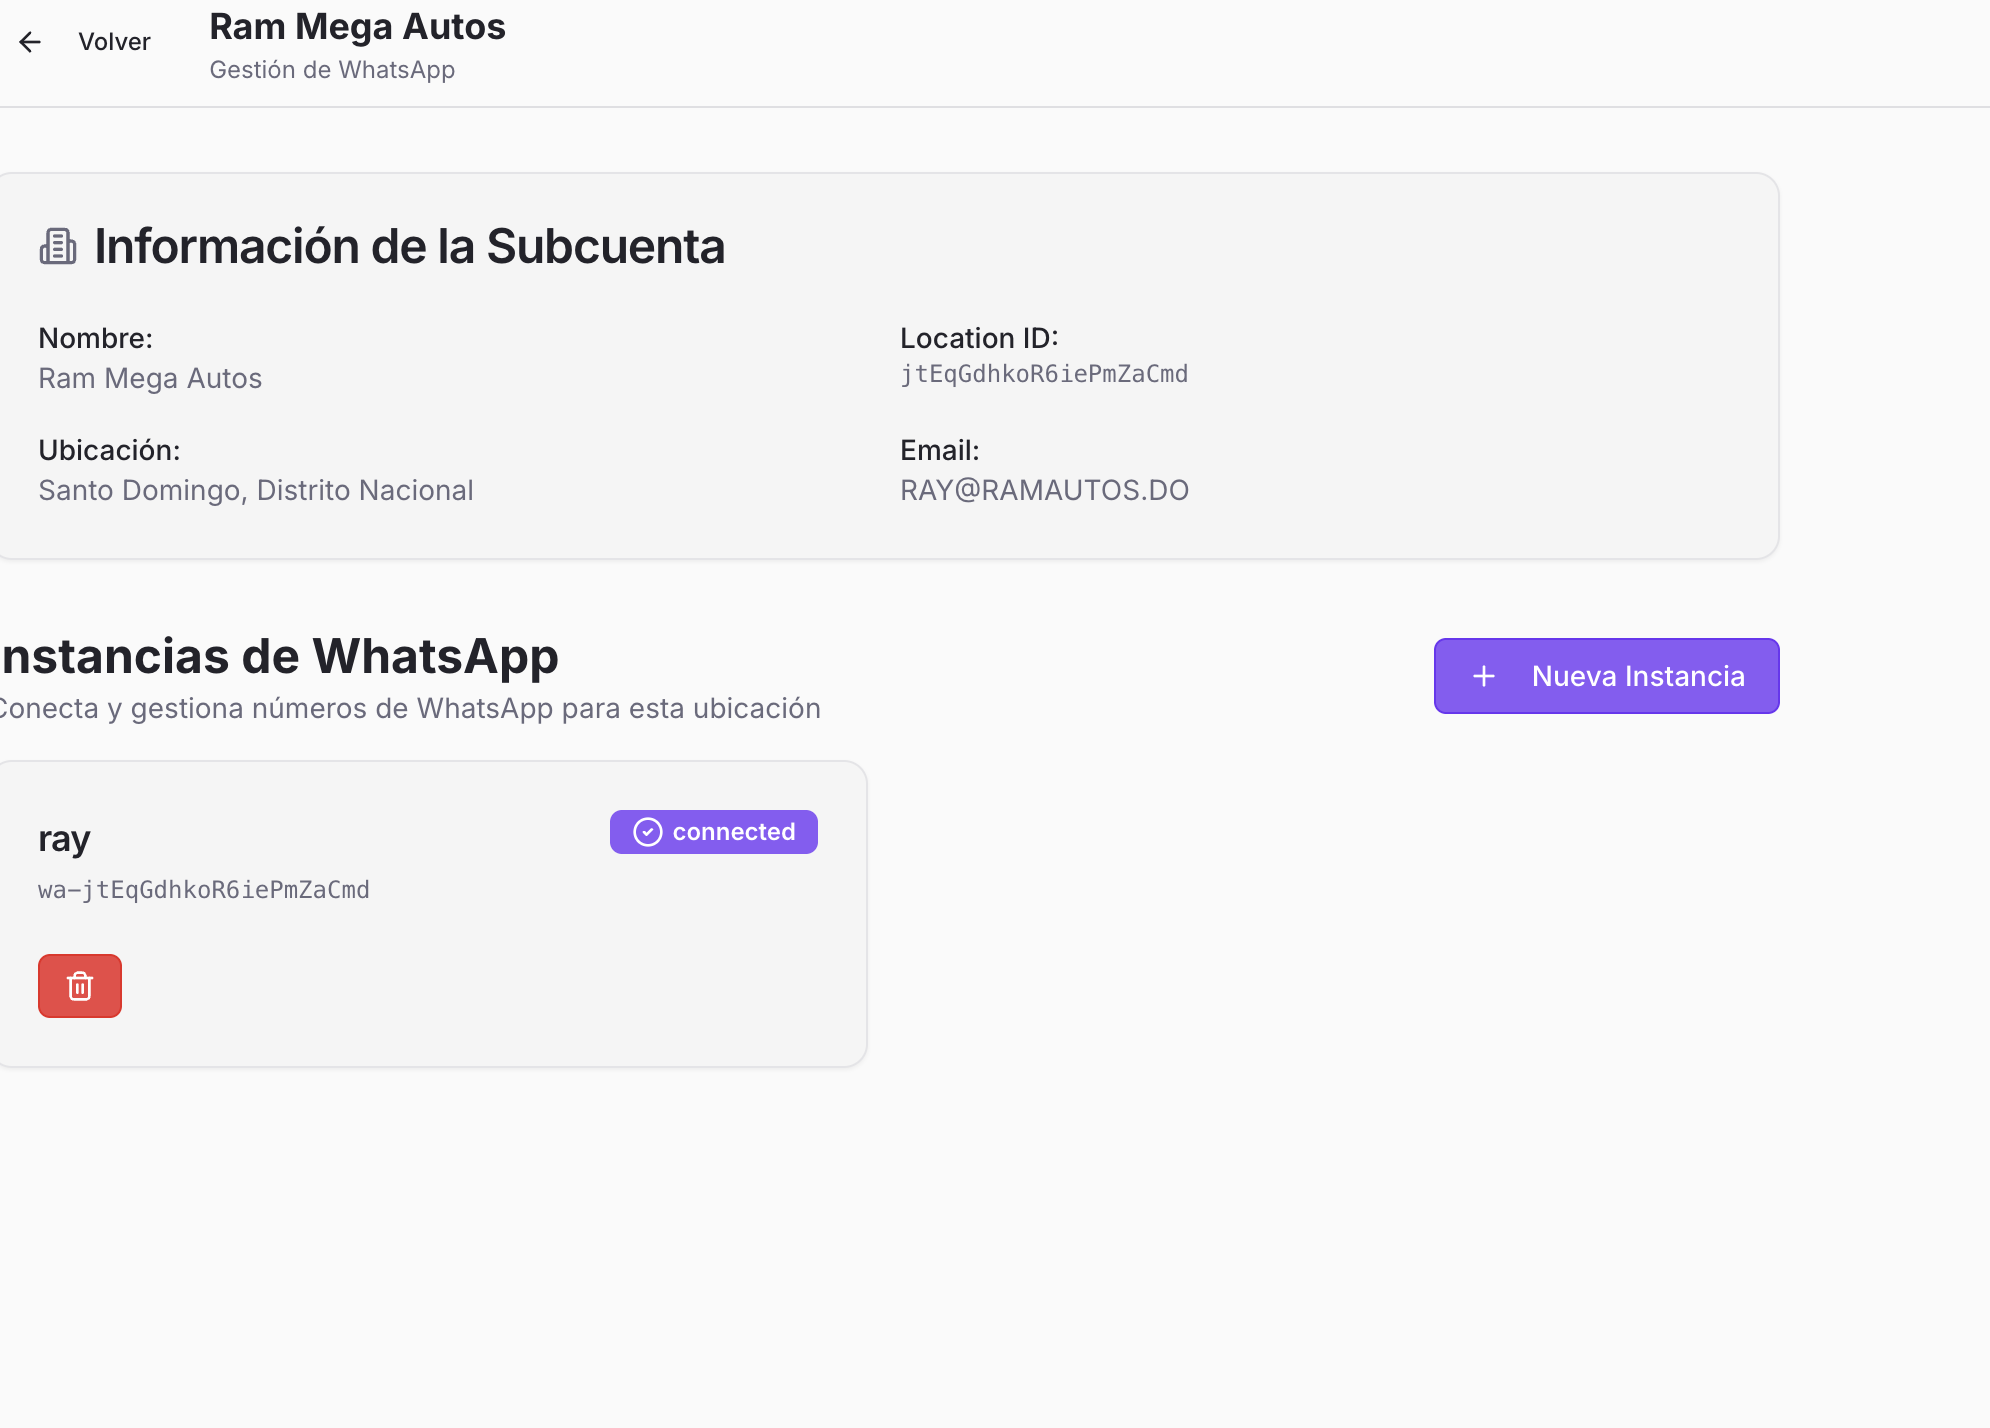 Volver
Ram Mega Autos
Gestión de WhatsApp
Información de la Subcuenta
Nombre:
Ram Mega Autos
Location ID:
jtEqGdhkoR6iePmZaCmd
Ubicación:
Santo Domingo, Distrito Nacional
Email:
RAY@RAMAUTOS.DO
nstancias de WhatsApp
Conecta y gestiona números de WhatsApp para esta ubicación
Nueva Instancia
ray
connected
wa-jtEqGdhkoR6iePmZaCmd